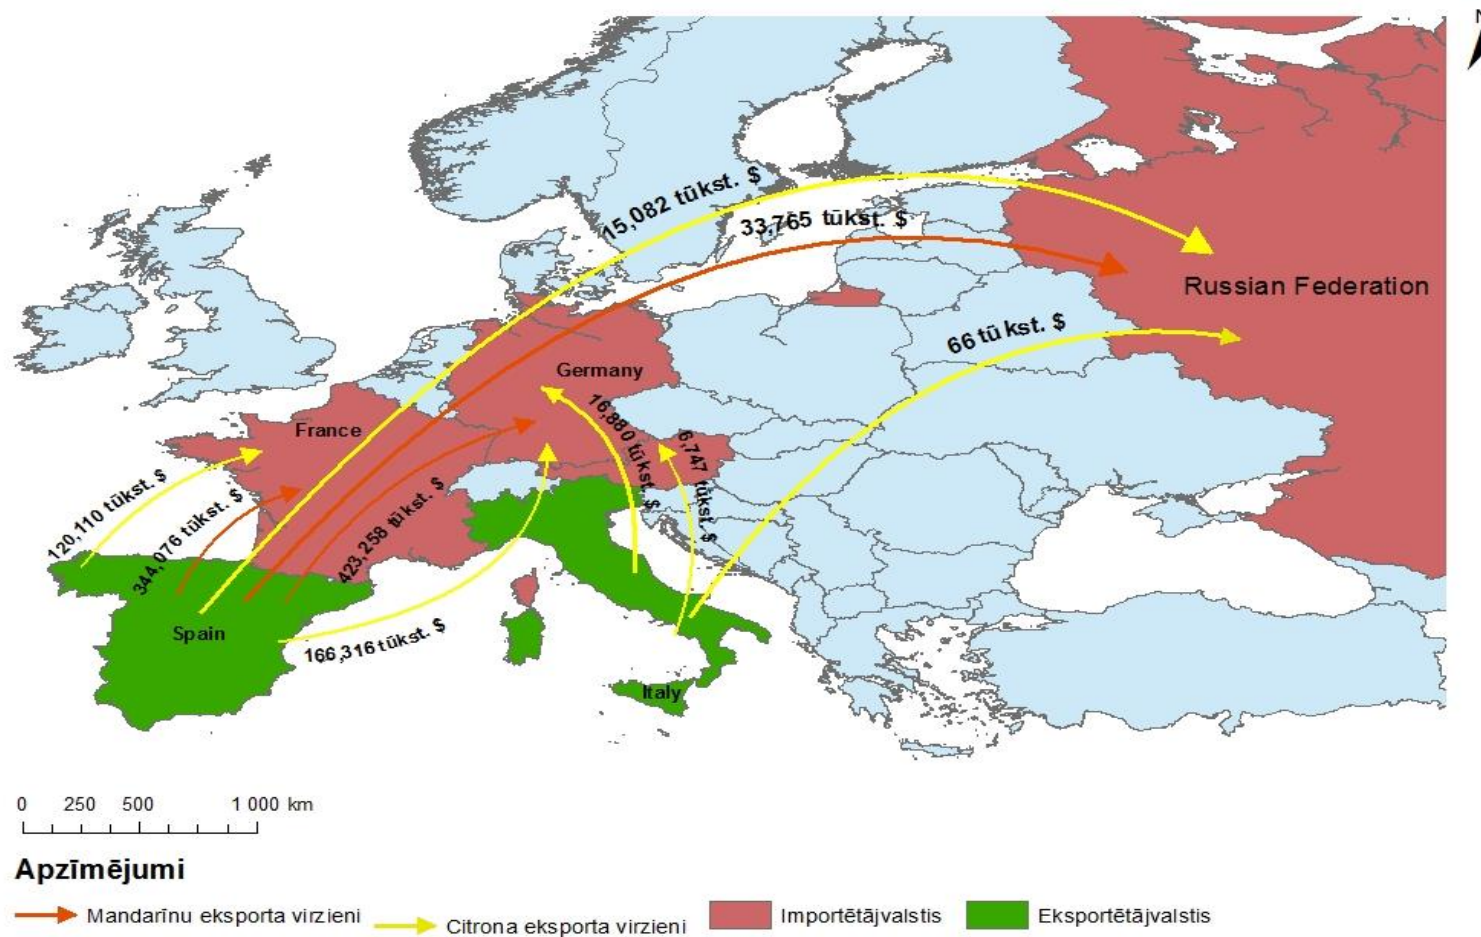 N
15,082 tūkst. $
33,765 tūkst. $
Russian Federation
66 tūkst. $
Germany
16,880 tūkst. $
France
6,747 tūkst. $
120,110 tūkst. $
344,076 tūkst. $
423,258 tūkst. $
Spain
166,316 tūkst. $
Italy
0 250 500 1 000 km
Apzīmējumi
Mandarīnu eksporta virzieni
Citrona eksporta virzieni
Importētājvalstis
Eksportētājvalstis